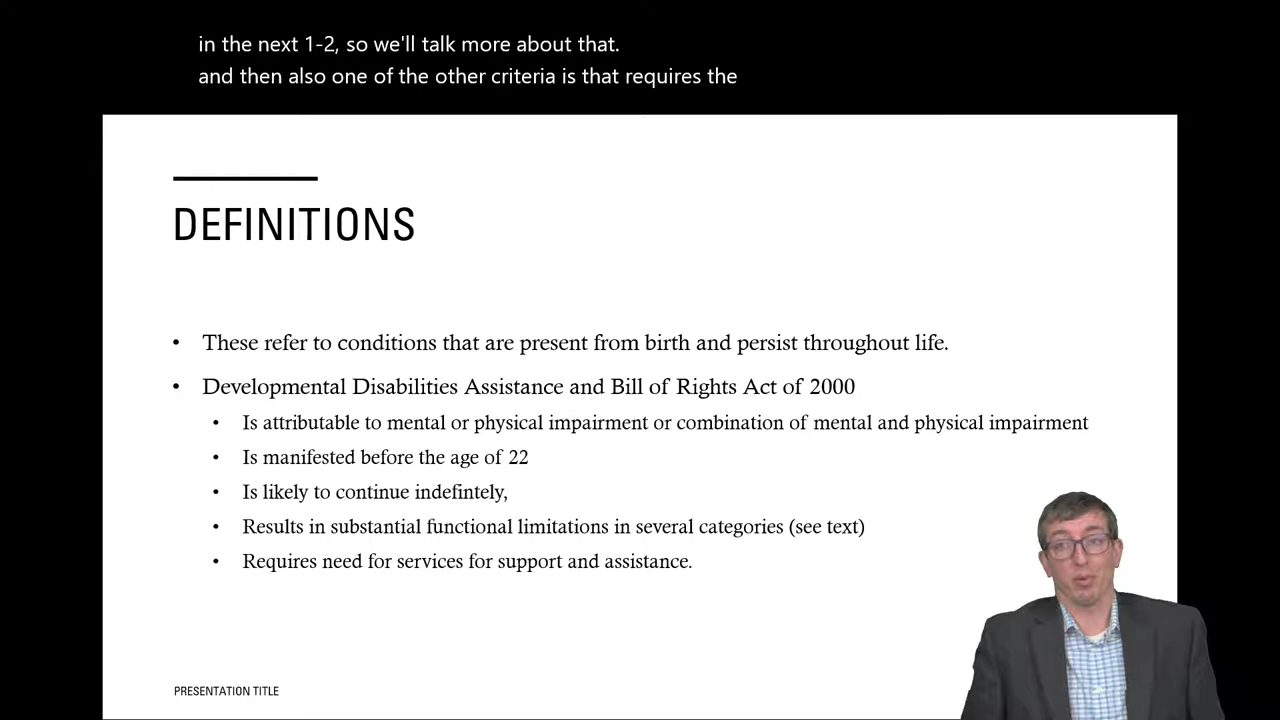 in the next 1-2, so we'll talk more about that.
and then also one of the other criteria is that requires the
DEFINITIONS
• These refer to conditions that are present from birth and persist throughout life.
• Developmental Disabilities Assistance and Bill of Rights Act of 2000
• Is attributable to mental or physical impairment or combination of mental and physical impairment
• Is manifested before the age of 22
• Is likely to continue indefintely,
• Results in substantial functional limitations in several categories (see text)
• Requires need for services for support and assistance.
PRESENTATION TITLE